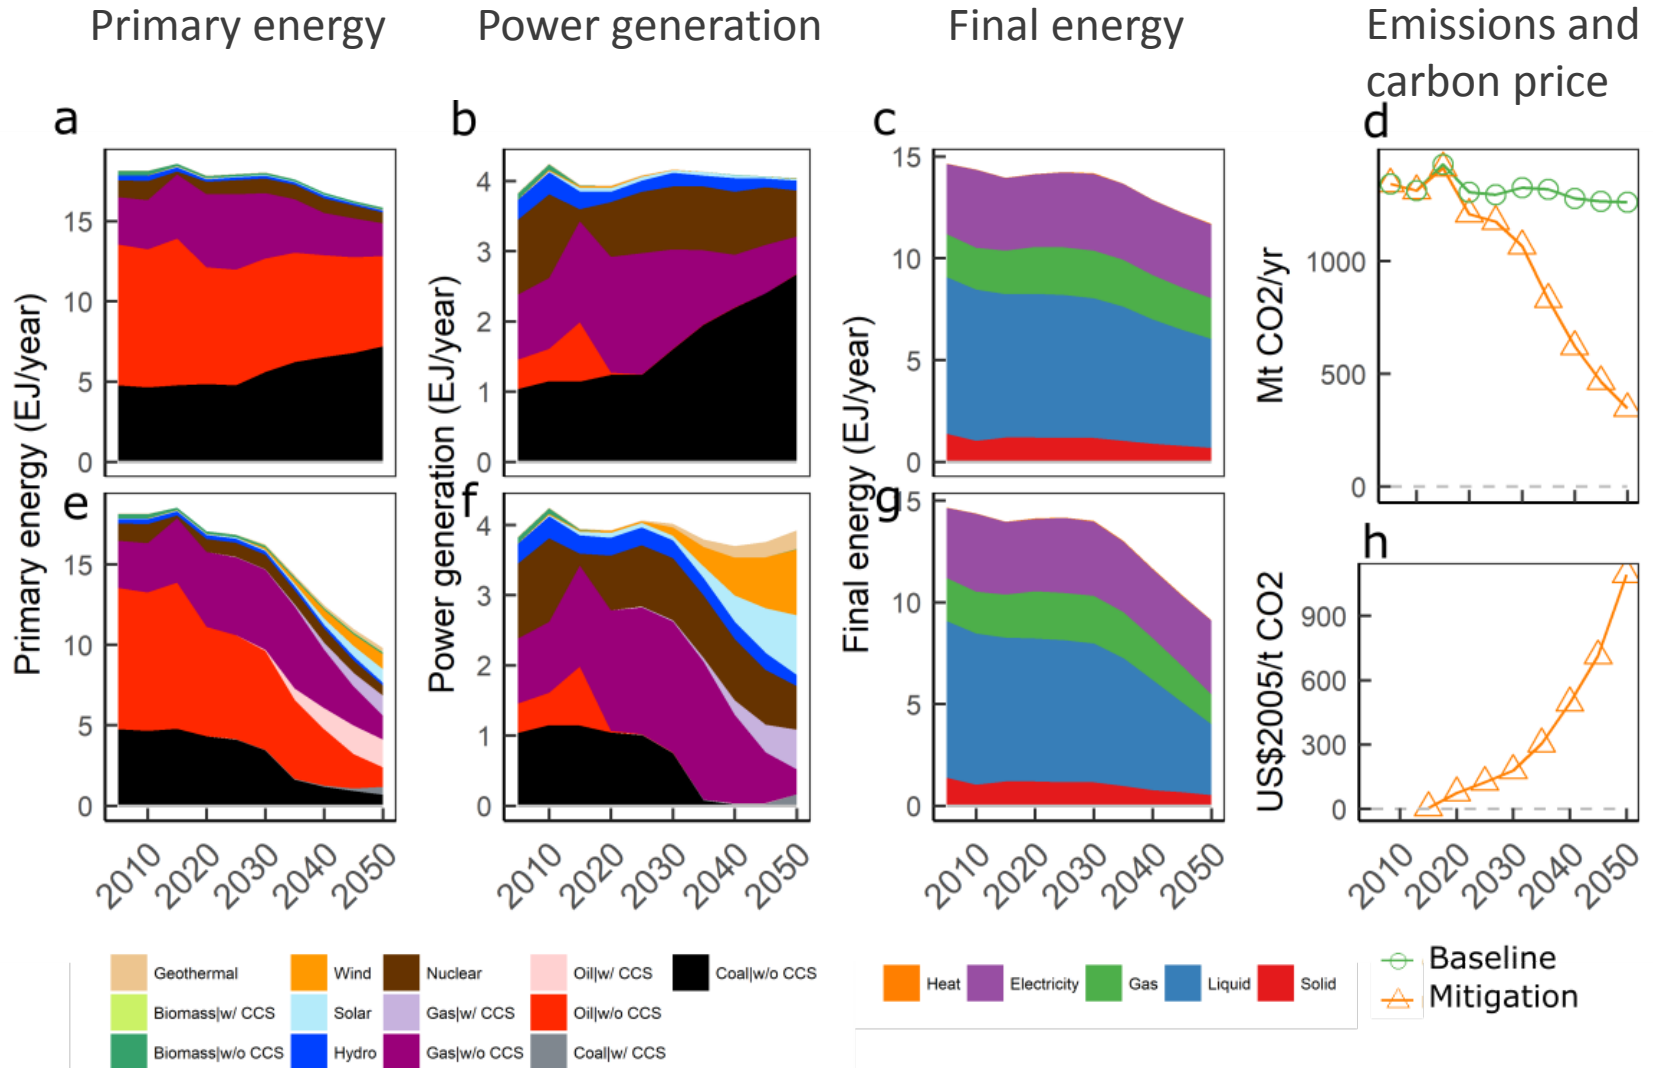 Primary energy
Power generation
Final energy
Emissions and
carbon price
a
b
c
d
Primary energy (EJ/year)
15
10
5
0
Power generation (EJ/year)
4
3
2
1
0
Final energy (EJ/year)
15
10
5
0
Mt CO2/yr
1000
500
0
e
f
g
h
15
10
5
0
4
3
2
1
0
15
10
5
0
US$2005/t CO2
900
600
300
0
2010 2020 2030 2040 2050
2010 2020 2030 2040 2050
2010 2020 2030 2040 2050
2010 2020 2030 2040 2050
Geothermal Wind Nuclear Oil|w/ CCS Coal|w/o CCS
Biomass|w/ CCS Solar Gas|w/ CCS Oil|w/o CCS
Biomass|w/o CCS Hydro Gas|w/o CCS Coal|w/ CCS
Heat Electricity Gas Liquid Solid
Baseline
Mitigation